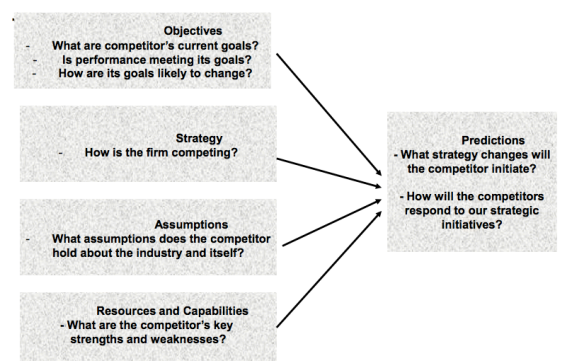 Objectives
- What are competitor's current goals?
- Is performance meeting its goals?
- How are its goals likely to change?
Strategy
- How is the firm competing?
Assumptions
- What assumptions does the competitor
hold about the industry and itself?
Resources and Capabilities
- What are the competitor's key
strengths and weaknesses?
Predictions
- What strategy changes will
the competitor initiate?
- How will the competitors
respond to our strategic
initiatives?